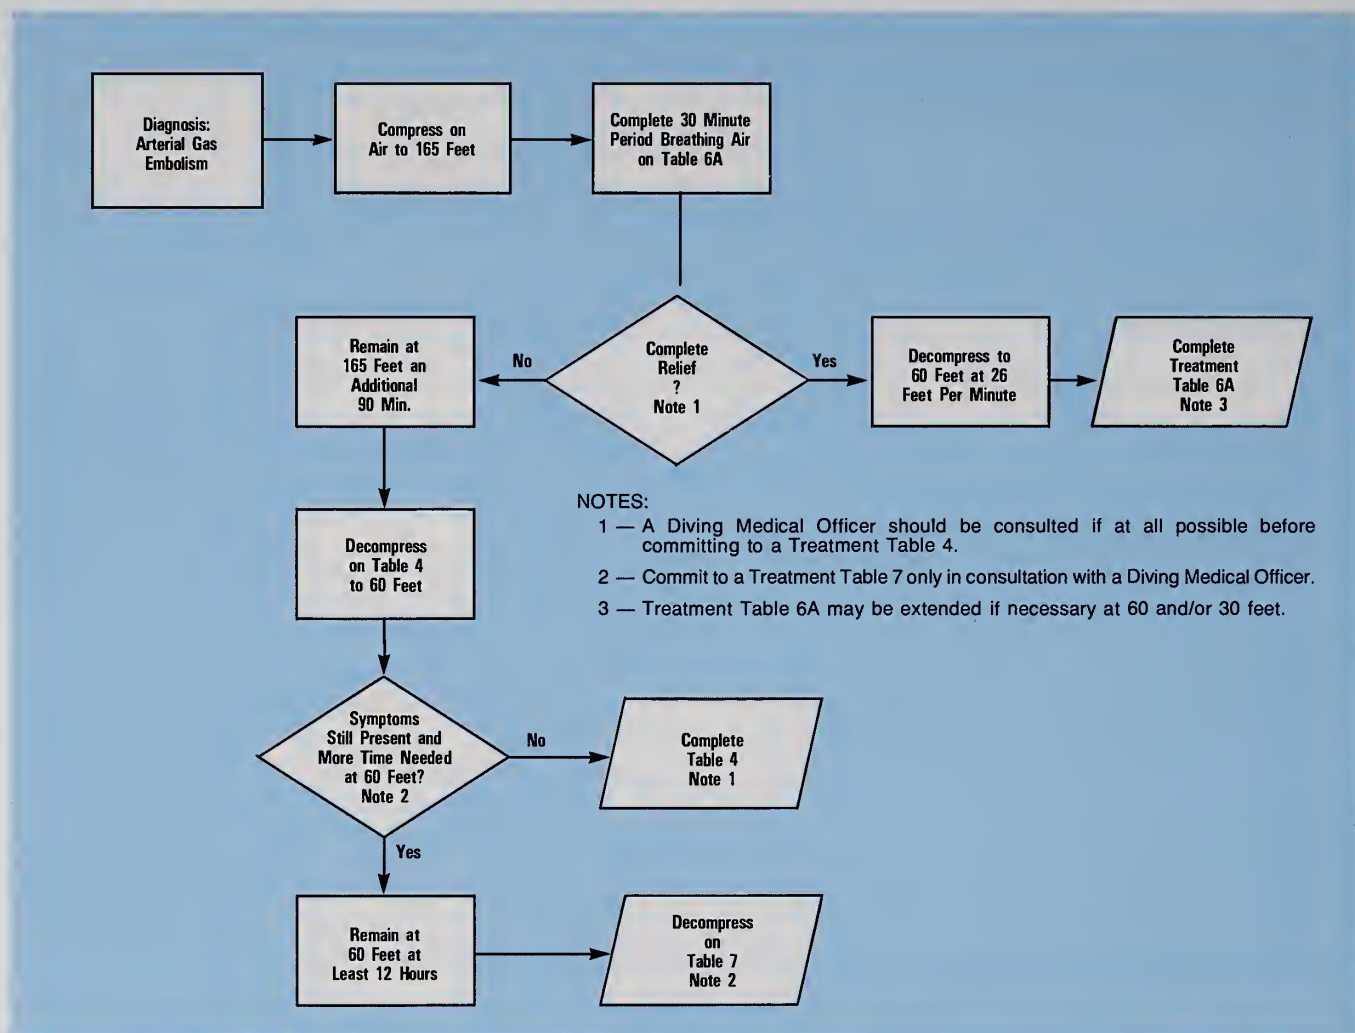 Diagnosis:
Arterial Gas
Embolism
Compress on
Air to 165 Feet
Complete 30 Minute
Period Breathing Air
on Table 6A
Remain at
165 Feet an
Additional
90 Min.
No
Complete
Relief
?
Note 1
Yes
Decompress to
60 Feet at 26
Feet Per Minute
Complete
Treatment
Table 6A
Note 3
Decompress
on Table 4
to 60 Feet
NOTES:
1 — A Diving Medical Officer should be consulted if at all possible before
committing to a Treatment Table 4.
2 — Commit to a Treatment Table 7 only in consultation with a Diving Medical Officer.
3 — Treatment Table 6A may be extended if necessary at 60 and/or 30 feet.
Symptoms
Still Present and
More Time Needed
at 60 Feet?
Note 2
No
Complete
Table 4
Note 1
Yes
Remain at
60 Feet at
Least 12 Hours
Decompress
on
Table 7
Note 2